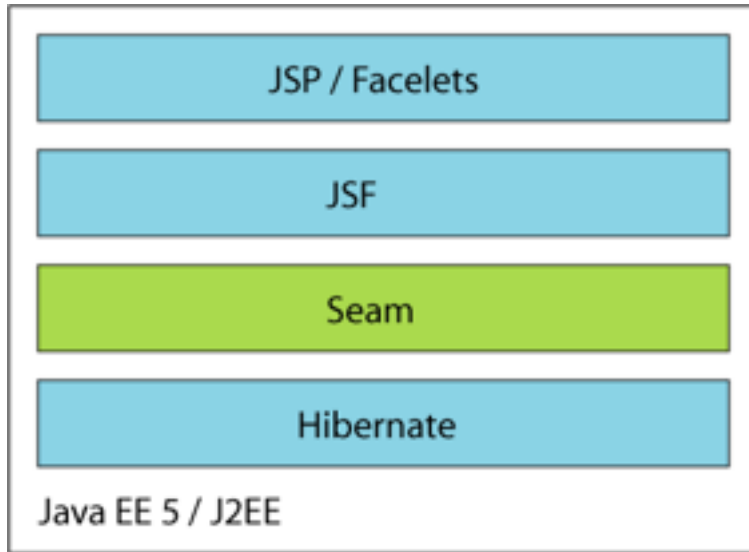 JSP / Facelets
JSF
Seam
Hibernate
Java EE 5 / J2EE